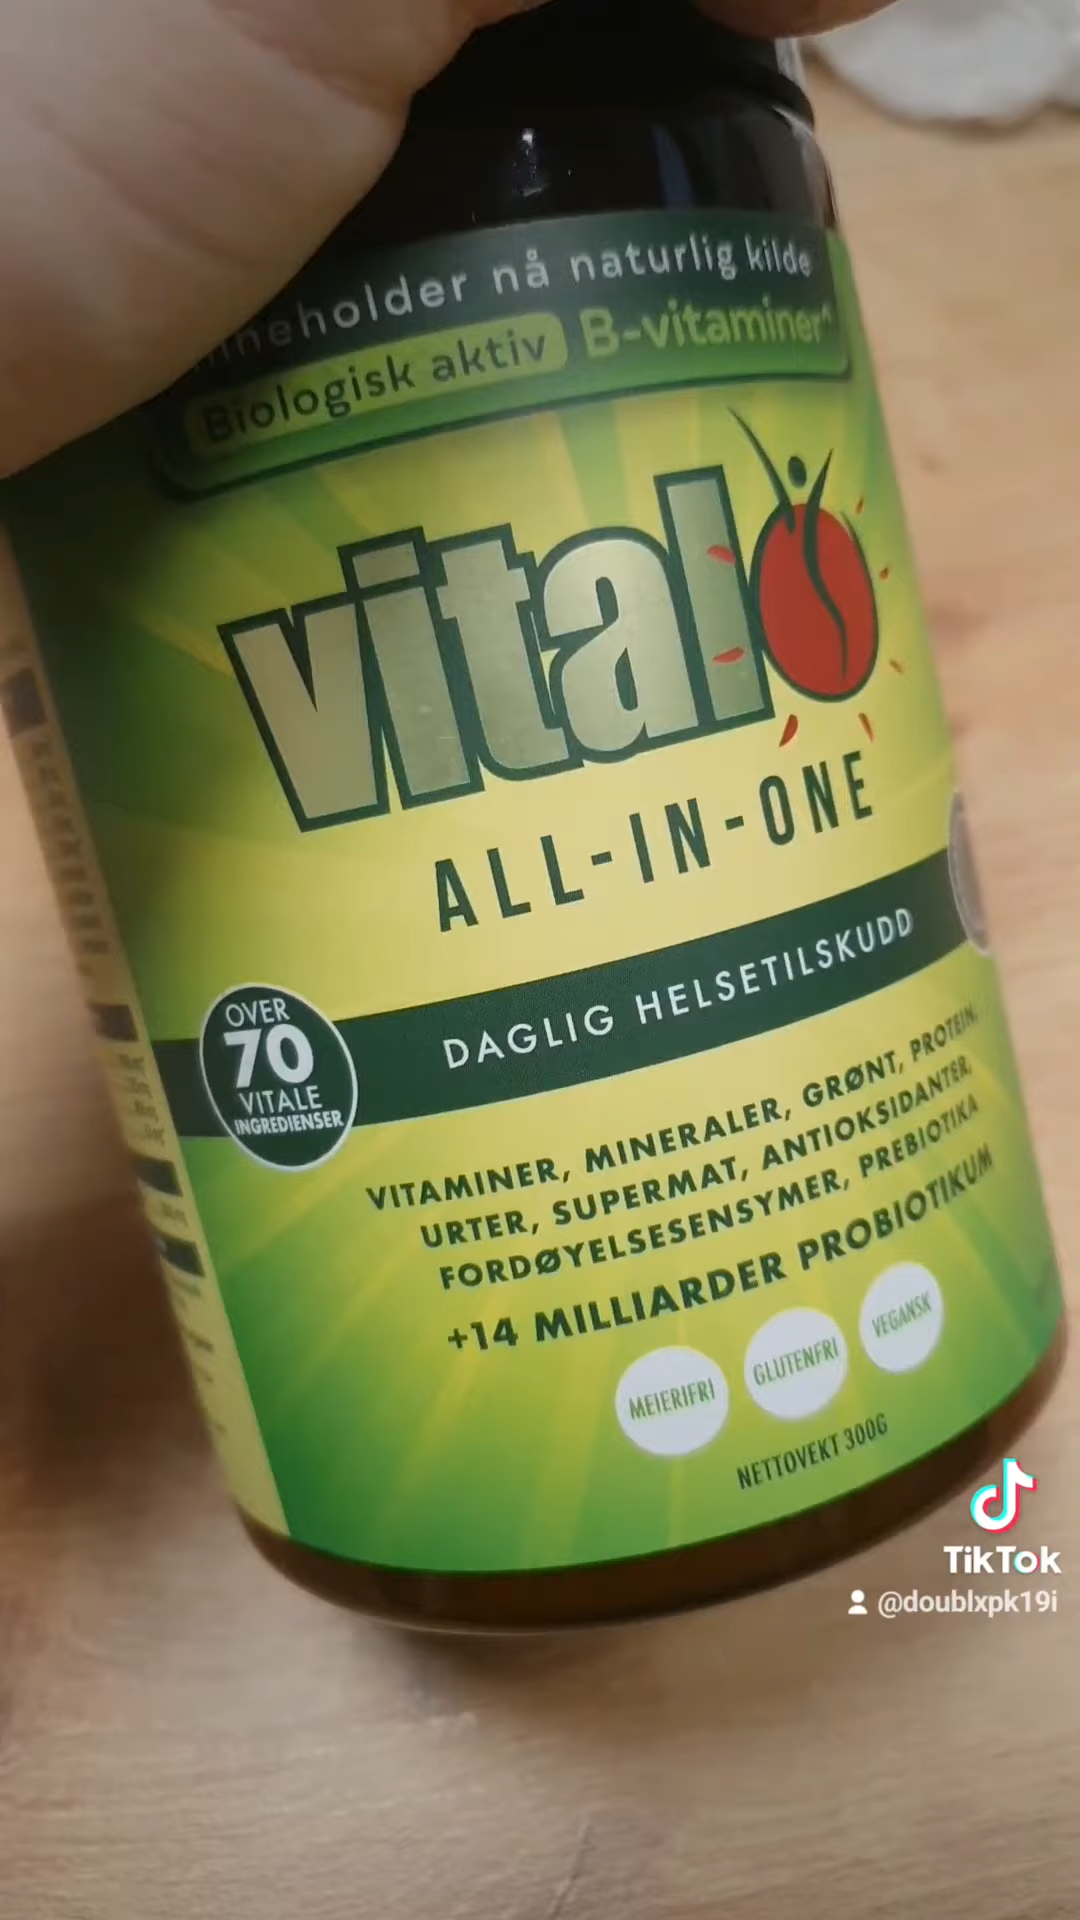 nå naturlig kilde
Biologisk aktiv B-vitaminer^
vital
ALL-IN-ONE
DAGLIG HELSETILSKUDD
OVER
70
VITALE
INGREDIENSER
VITAMINER, MINERALER, GRØNT, PROTEIN,
URTER, SUPERMAT, ANTIOKSIDANTER,
FORDØYELSESENSYMER, PREBIOTIKA
+14 MILLIARDER PROBIOTIKUM
MEIERIFRI
GLUTENFRI
VEGANSK
NETTOVEKT 300G
TikTok
@doublxpk19i